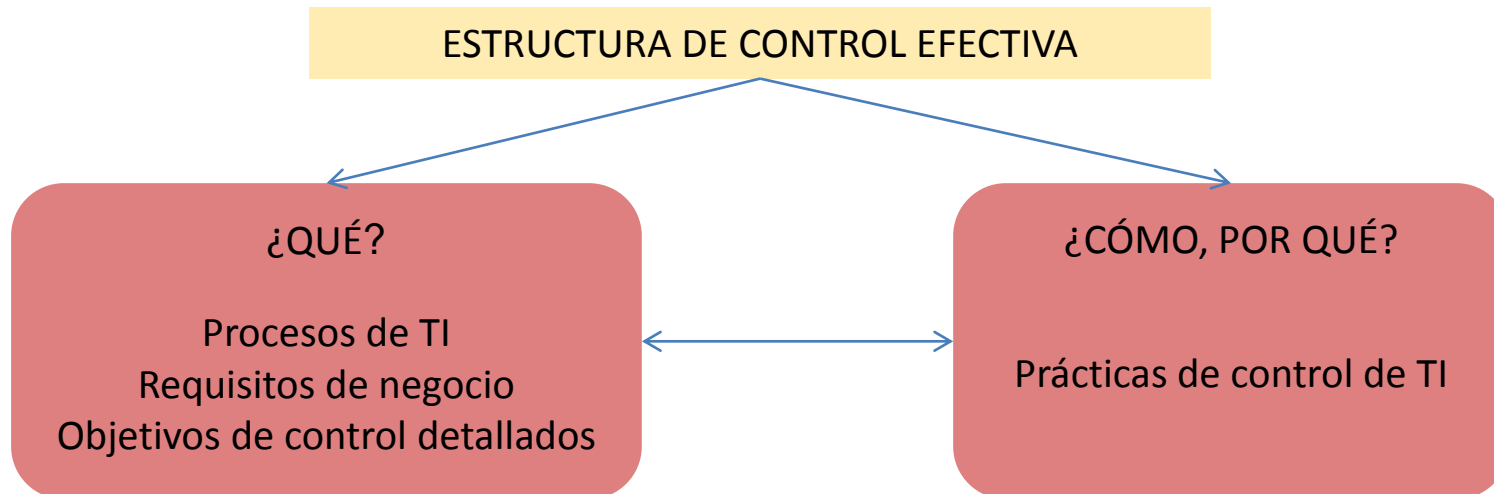 ESTRUCTURA DE CONTROL EFECTIVA
¿QUÉ?
Procesos de TI
Requisitos de negocio
Objetivos de control detallados
¿CÓMO, POR QUÉ?
Prácticas de control de TI